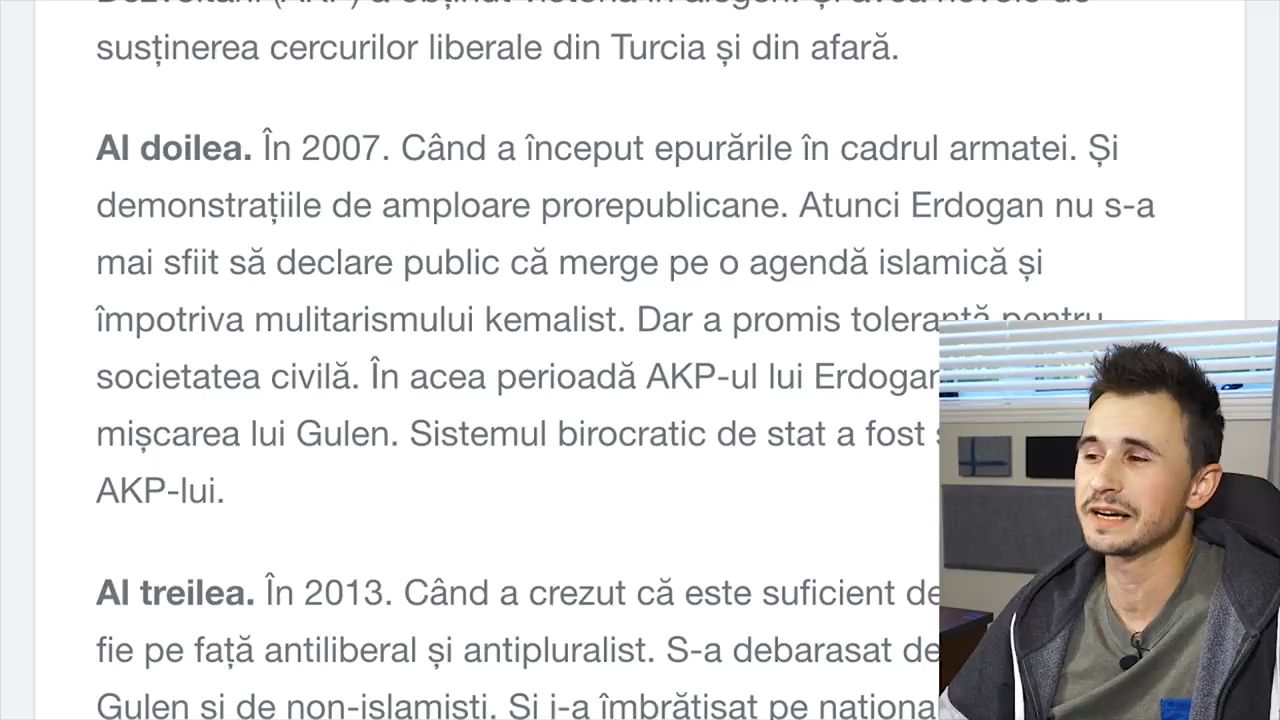 susținerea cercurilor liberale din Turcia și din afară.
Al doilea. În 2007. Când a început epurările în cadrul armatei. Și
demonstrațiile de amploare prorepublicane. Atunci Erdogan nu s-a
mai sfiit să declare public că merge pe o agendă islamică și
împotriva mulitarismului kemalist. Dar a promis toleranță pentru
societatea civilă. În acea perioadă AKP-ul lui Erdogan
mișcarea lui Gulen. Sistemul birocratic de stat a fost
AKP-lui.
Al treilea. În 2013. Când a crezut că este suficient de
fie pe față antiliberal și antipluralist. S-a debarasat de
Gulen și de non-islamiști. Și i-a îmbrățișat pe